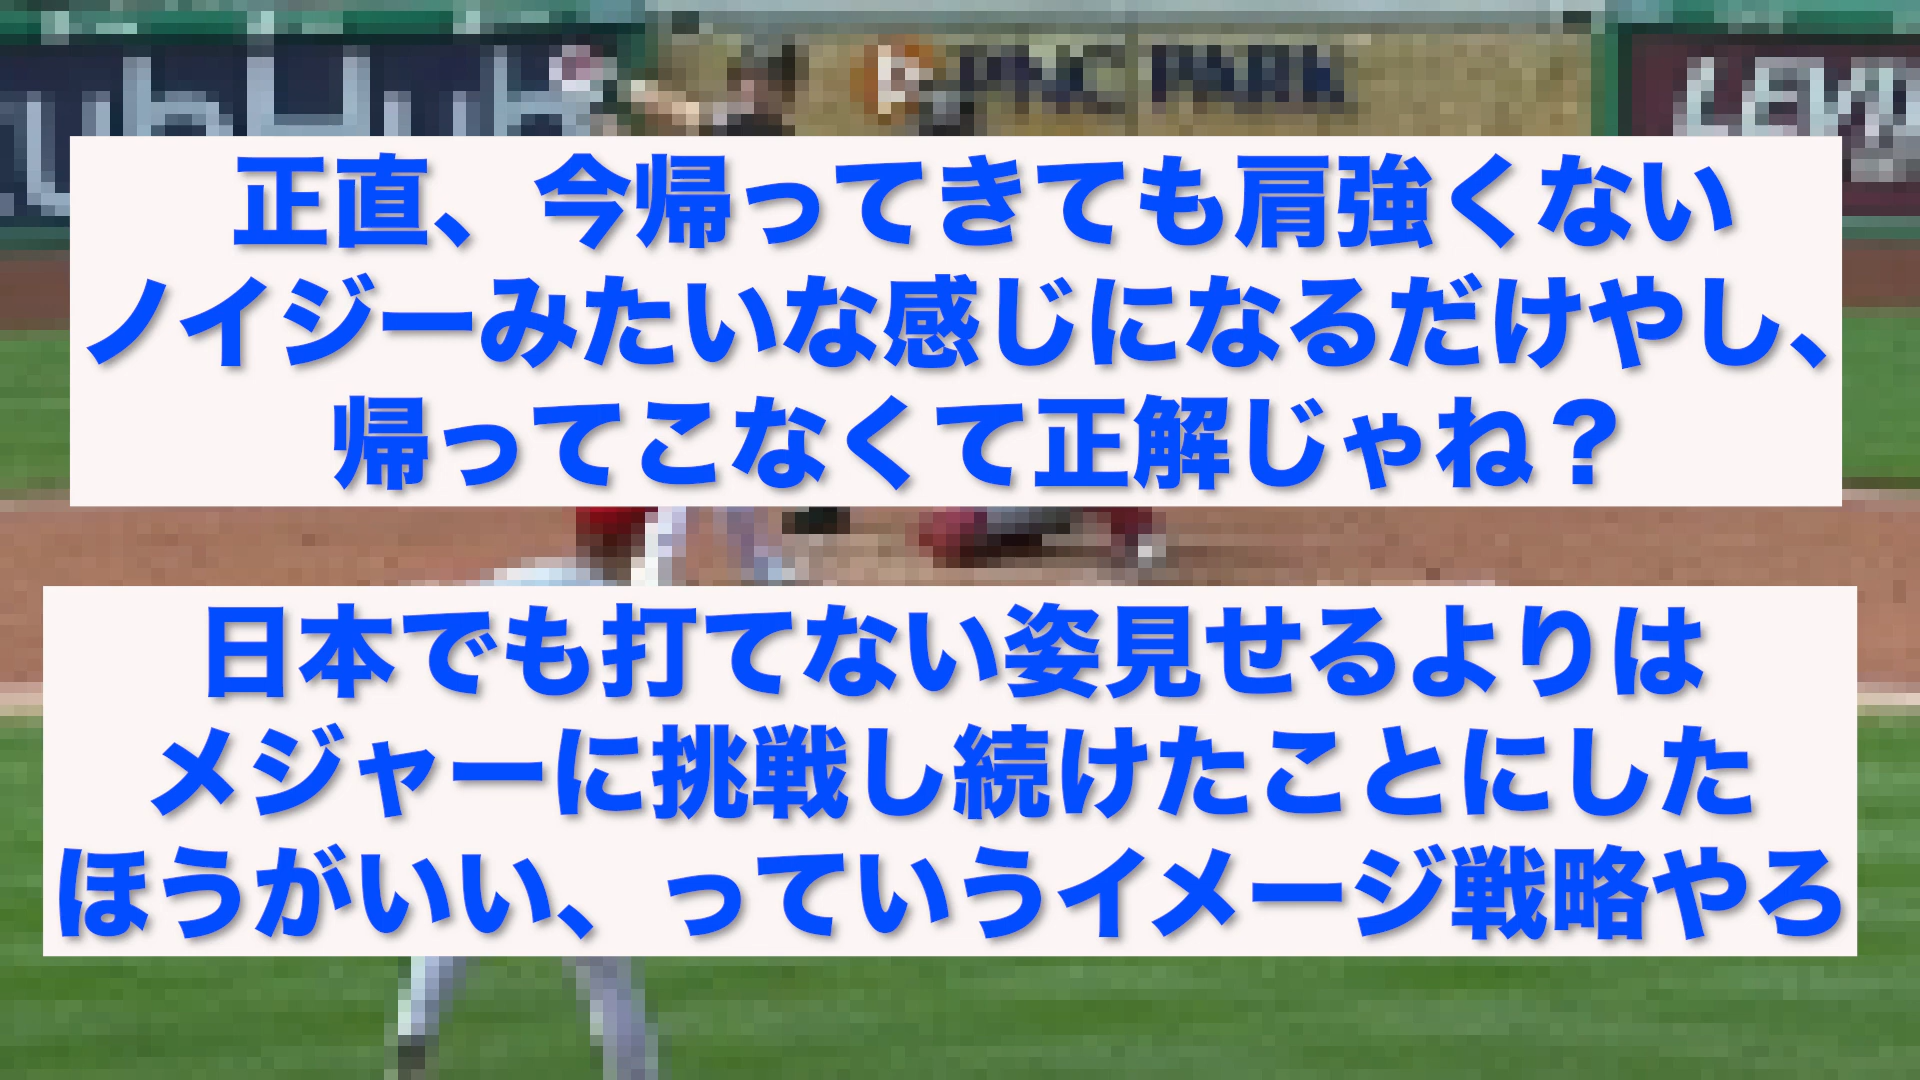 PNC PARK
正直、今帰ってきても肩強くない
ノイジーみたいな感じになるだけやし、
帰ってこなくて正解じゃね？
日本でも打てない姿見せるよりは
メジャーに挑戦し続けたことにした
ほうがいい、っていうイメージ戦略やろ